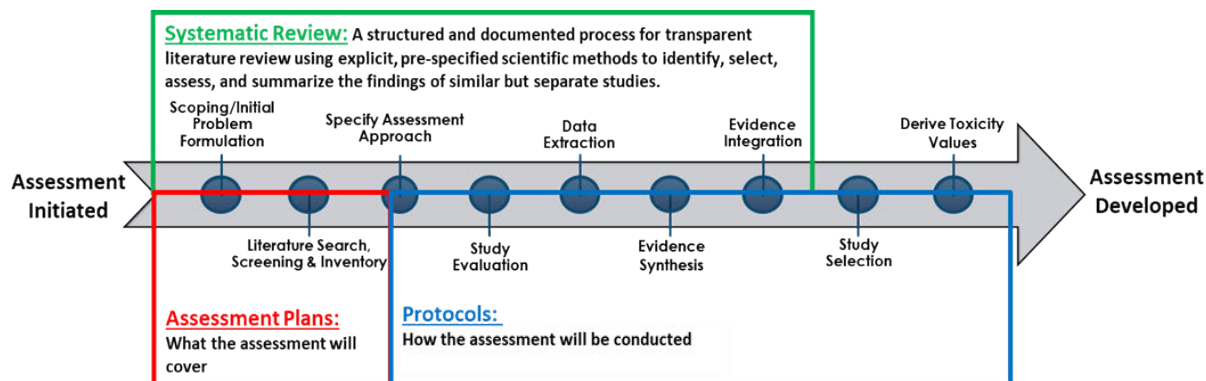 Systematic Review: A structured and documented process for transparent
literature review using explicit, pre-specified scientific methods to identify, select,
assess, and summarize the findings of similar but separate studies.
Scoping/Initial
Problem
Formulation
Specify Assessment
Approach
Data
Extraction
Evidence
Integration
Derive Toxicity
Values
Assessment
Initiated
Assessment
Developed
Literature Search,
Screening & Inventory
Study
Evaluation
Evidence
Synthesis
Study
Selection
Assessment Plans:
What the assessment will
cover
Protocols:
How the assessment will be conducted